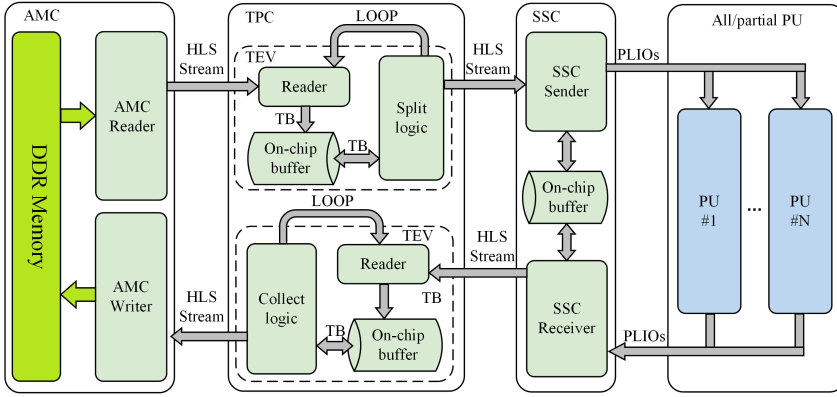 AMC
DDR Memory
AMC
Reader
AMC
Writer
HLS
Stream
HLS
Stream
TPC
LOOP
TEV
Reader
TB
On-chip
buffer
TB
Split
logic
LOOP
TEV
Collect
logic
Reader
TB
TB
On-chip
buffer
HLS
Stream
HLS
Stream
SSC
SSC
Sender
On-chip
buffer
SSC
Receiver
PLIOs
PLIOs
All/partial PU
PU
#1
...
PU
#N